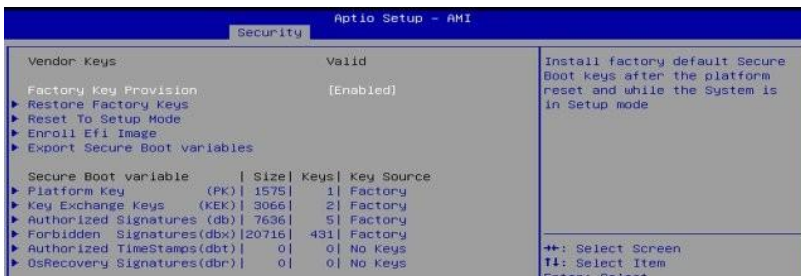 Aptio Setup - AMI
Security
Vendor Keys Valid
Factory Key Provision [Enabled]
Restore Factory Keys
Reset To Setup Mode
Enroll Efi Image
Export Secure Boot variables
Secure Boot variable | Size| Keys| Key Source
Platform Key (PK)| 1575| 1| Factory
Key Exchange Keys (KEK)| 3066| 2| Factory
Authorized Signatures (db)| 7636| 5| Factory
Forbidden Signatures(dbx)|20716| 431| Factory
Authorized TimeStamps(dbt)| 0| 0| No Keys
OsRecovery Signatures(dbr)| 0| 0| No Keys
Install factory default Secure
Boot keys after the platform
reset and while the System is
in Setup mode
→←: Select Screen
↑↓: Select Item
Enter: Select